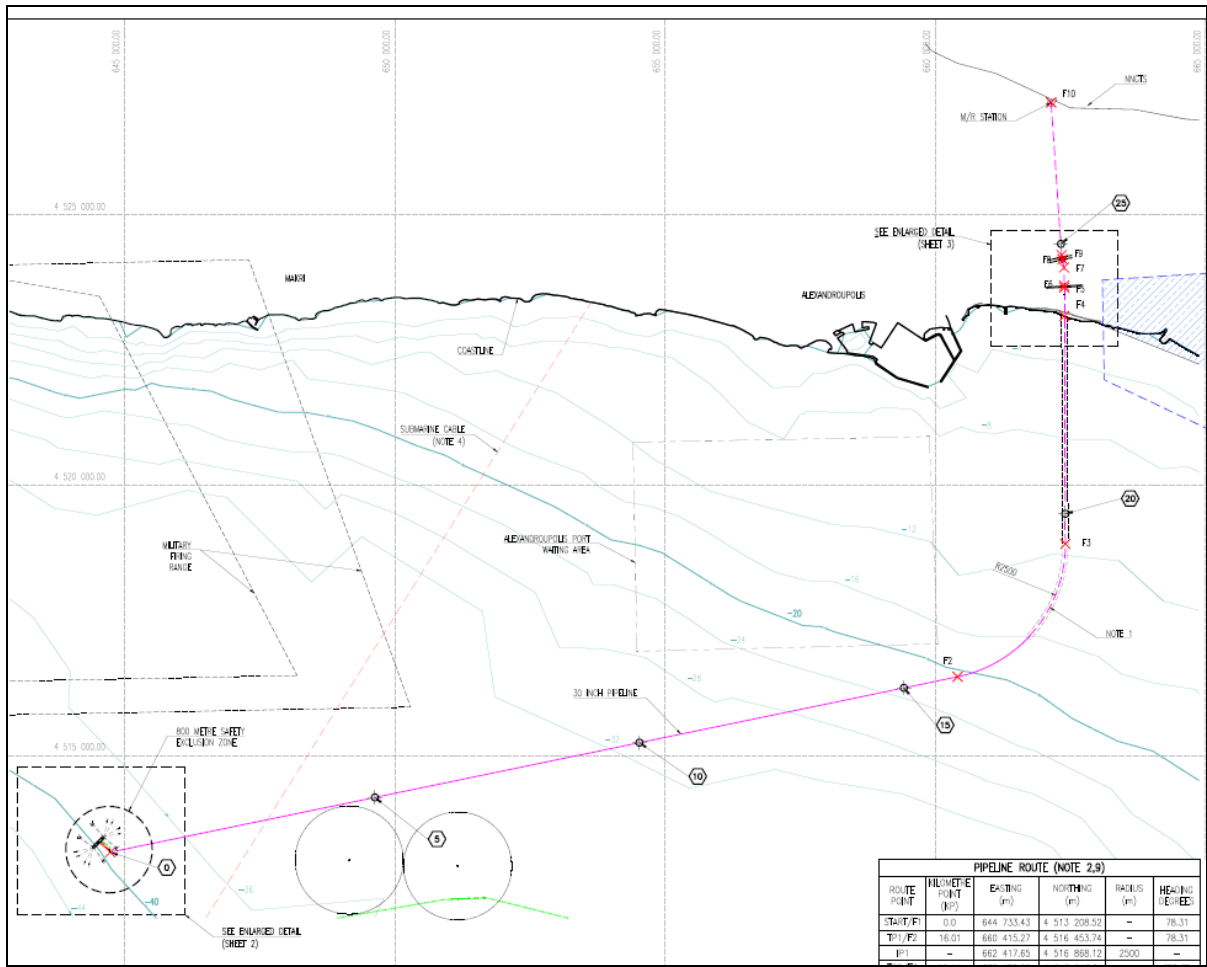 645 000.00
650 000.00
655 000.00
660 000.00
665 000.00
F10
NNGTS
M/R STATION
4 525 000.00
25
SEE ENLARGED DETAIL
(SHEET 3)
F8
F9
F7
F6
F5
F4
MAKRI
ALEXANDROUPOLIS
COASTLINE
SUBMARINE CABLE
(NOTE 4)
4 520 000.00
-12
20
MILITARY
FIRING
RANGE
ALEXANDROUPOLIS PORT
WAITING AREA
F3
R2500
-20
-24
NOTE 1
F2
-28
30 INCH PIPELINE
15
800 METRE SAFETY
EXCLUSION ZONE
-32
4 515 000.00
10
5
0
-36
-44
-40
SEE ENLARGED DETAIL
(SHEET 2)
PIPELINE ROUTE (NOTE 2,9)
ROUTE POINT KILOMETRE POINT (KP) EASTING (m) NORTHING (m) RADIUS (m) HEADING DEGREES
START/F1 0.0 644 733.43 4 513 208.52 - 78.31
TP1/F2 16.01 660 415.27 4 516 453.74 - 78.31
IP1 - 662 417.65 4 516 868.12 2500 -